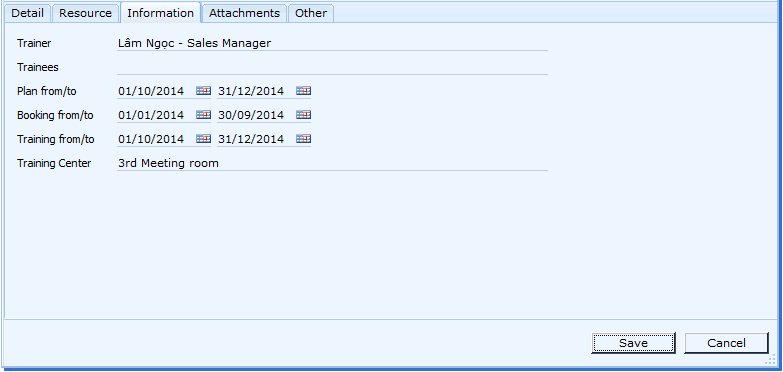 Detail Resource Information Attachments Other
Trainer Lâm Ngọc - Sales Manager
Trainees
Plan from/to 01/10/2014 31/12/2014
Booking from/to 01/01/2014 30/09/2014
Training from/to 01/10/2014 31/12/2014
Training Center 3rd Meeting room
Save Cancel